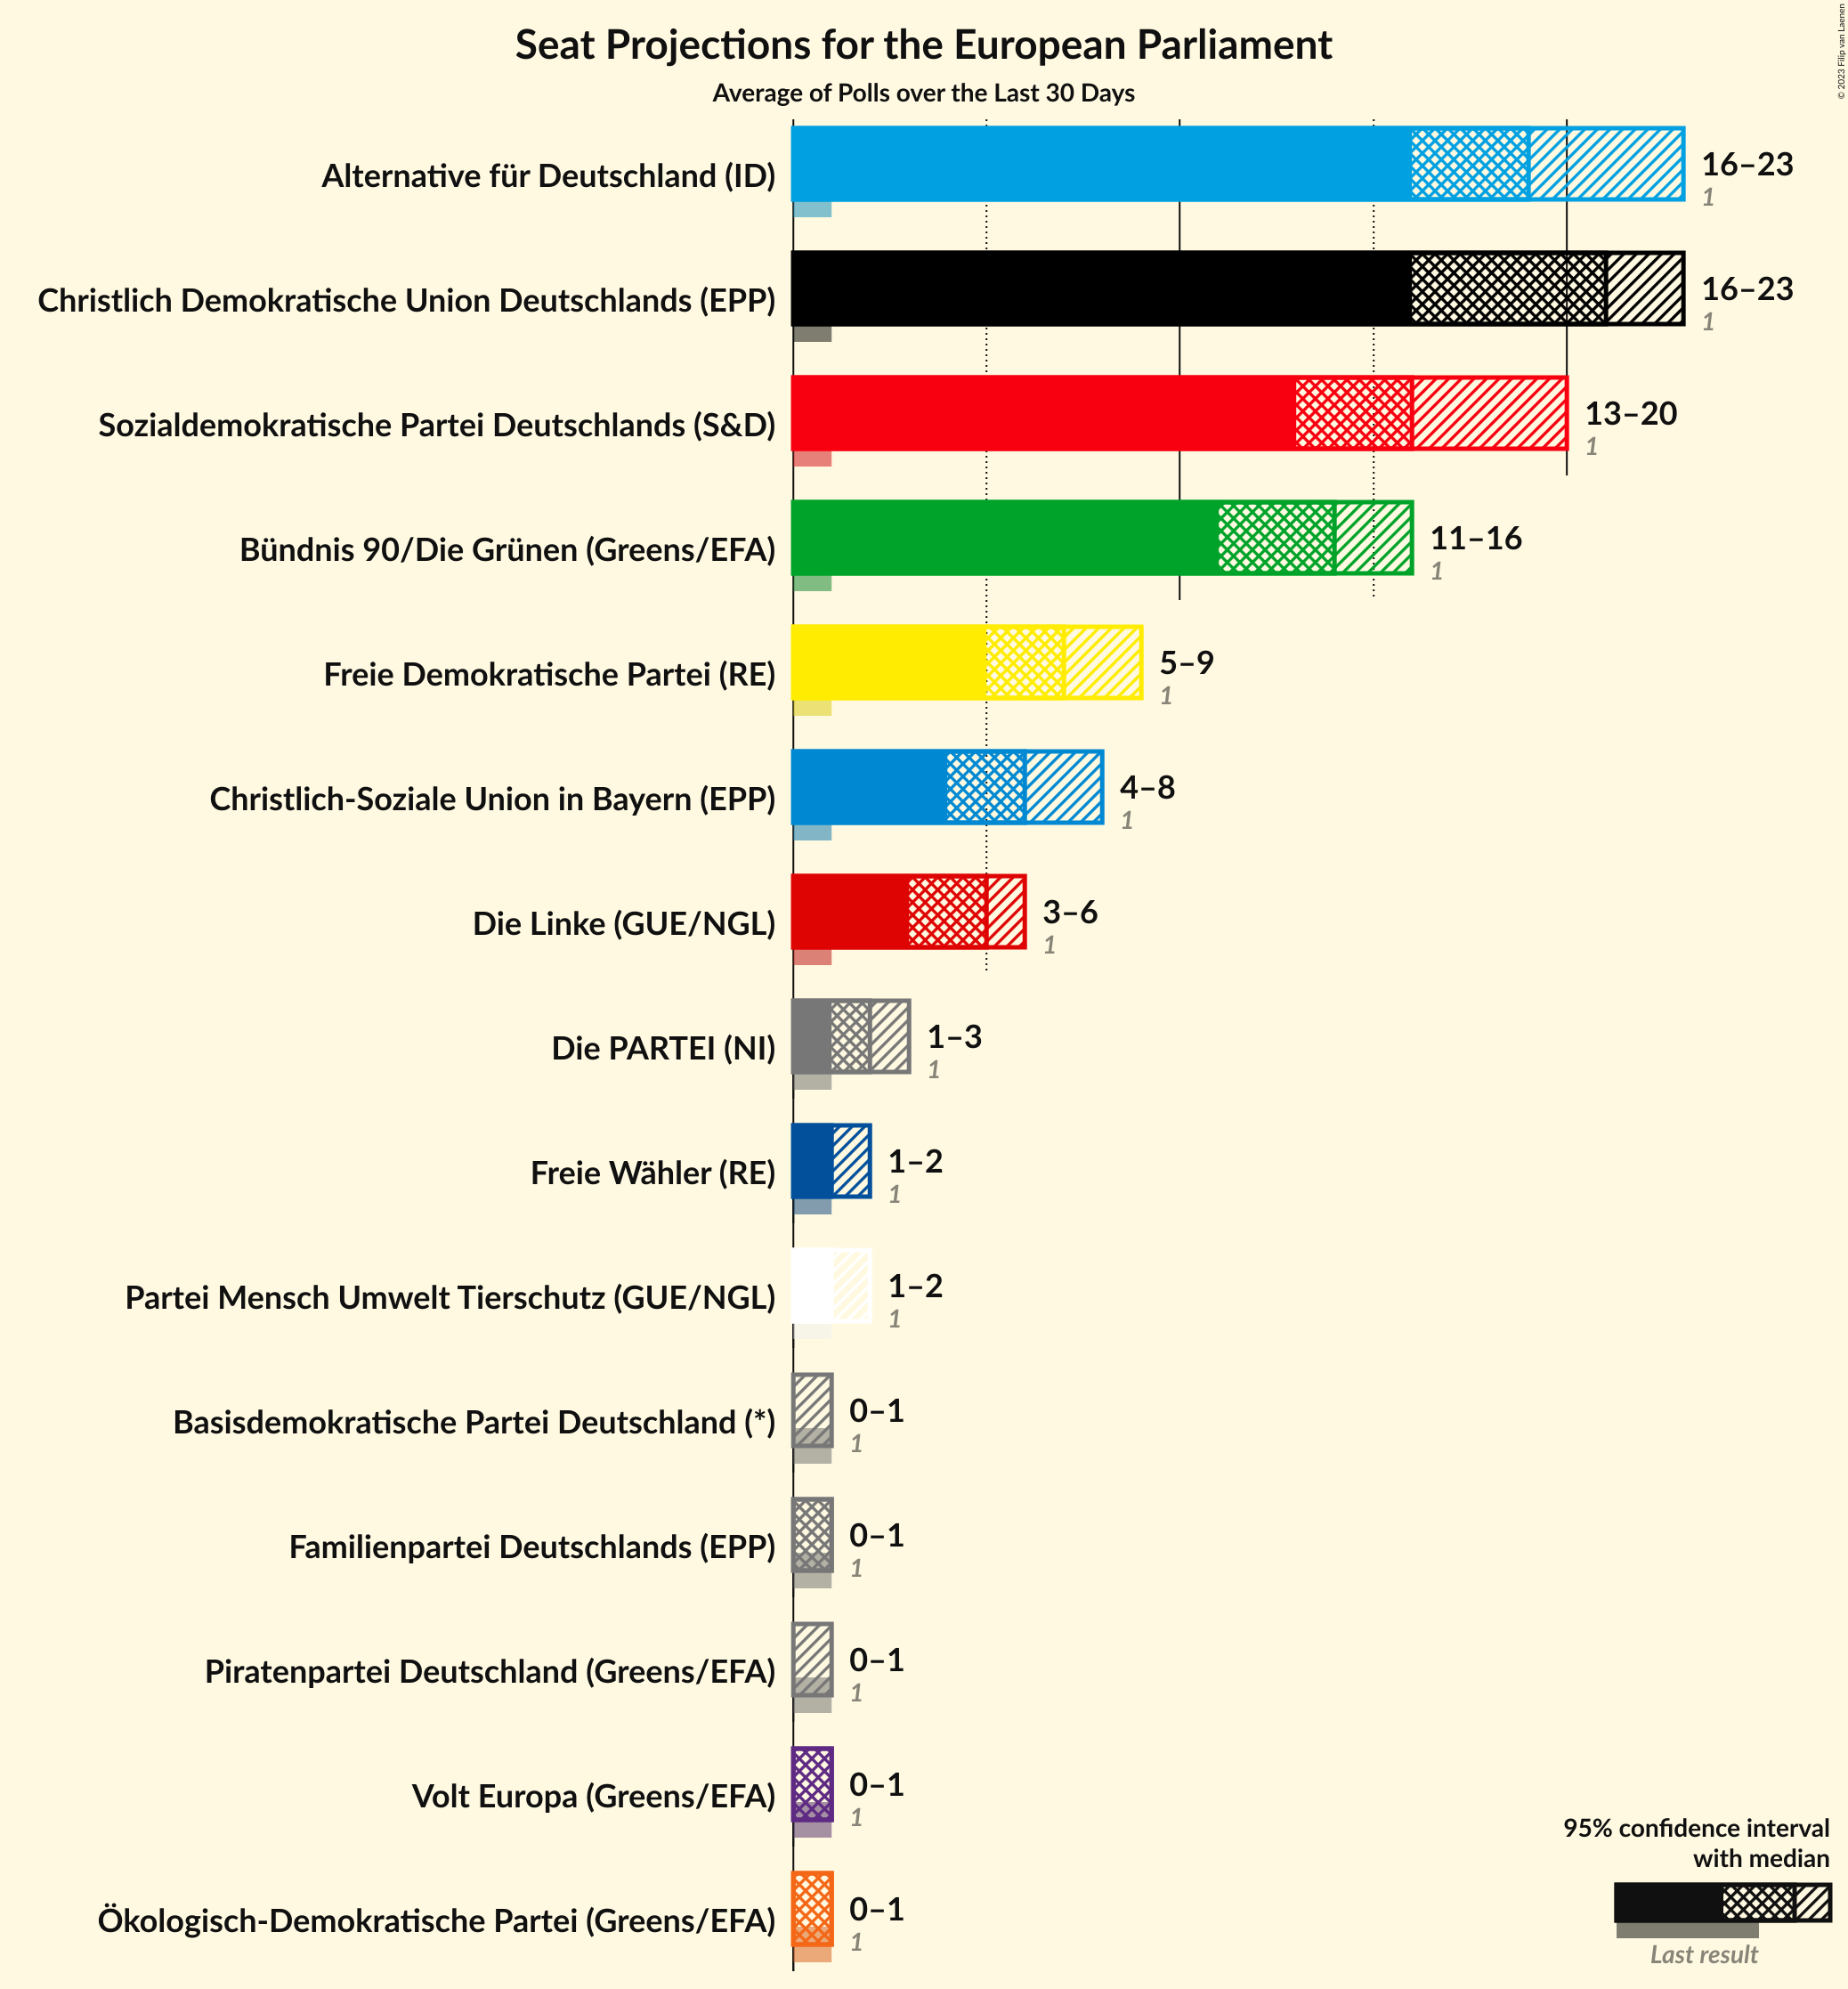 © 2023 Filip van Laenen
Seat Projections for the European Parliament
Average of Polls over the Last 30 Days
Alternative für Deutschland (ID)
16–23
1
Christlich Demokratische Union Deutschlands (EPP)
16–23
1
Sozialdemokratische Partei Deutschlands (S&D)
13–20
1
Bündnis 90/Die Grünen (Greens/EFA)
11–16
1
Freie Demokratische Partei (RE)
5–9
1
Christlich-Soziale Union in Bayern (EPP)
4–8
1
Die Linke (GUE/NGL)
3–6
1
Die PARTEI (NI)
1–3
1
Freie Wähler (RE)
1–2
1
Partei Mensch Umwelt Tierschutz (GUE/NGL)
1–2
1
Basisdemokratische Partei Deutschland (*)
0–1
1
Familienpartei Deutschlands (EPP)
0–1
1
Piratenpartei Deutschland (Greens/EFA)
0–1
1
Volt Europa (Greens/EFA)
0–1
1
Ökologisch-Demokratische Partei (Greens/EFA)
0–1
1
95% confidence interval
with median
Last result